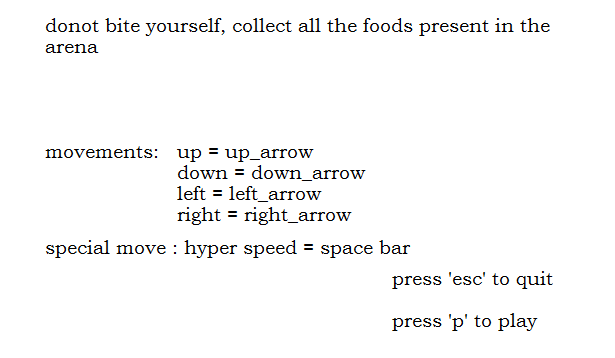 donot bite yourself, collect all the foods present in the
arena
movements: up = up_arrow
down = down_arrow
left = left_arrow
right = right_arrow
special move : hyper speed = space bar
press 'esc' to quit
press 'p' to play